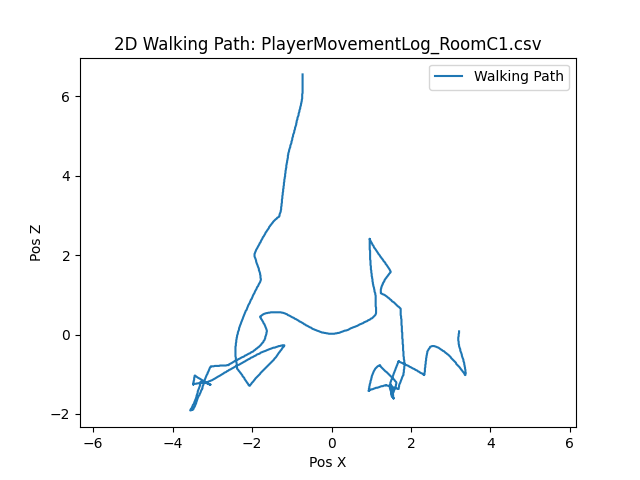 2D Walking Path: PlayerMovementLog_RoomC1.csv
Walking Path
Pos Z
6
4
2
0
−2
−6 −4 −2 0 2 4 6
Pos X